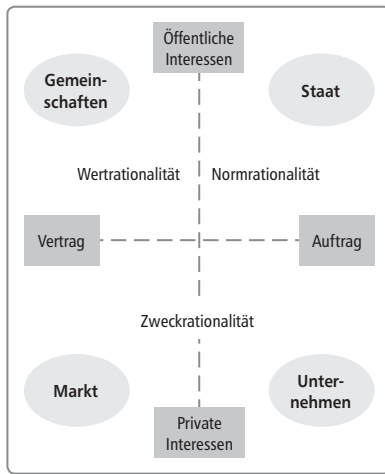 Öffentliche
Interessen
Gemein-
schaften
Staat
Wertrationalität
Normrationalität
Vertrag
Auftrag
Zweckrationalität
Markt
Unter-
nehmen
Private
Interessen